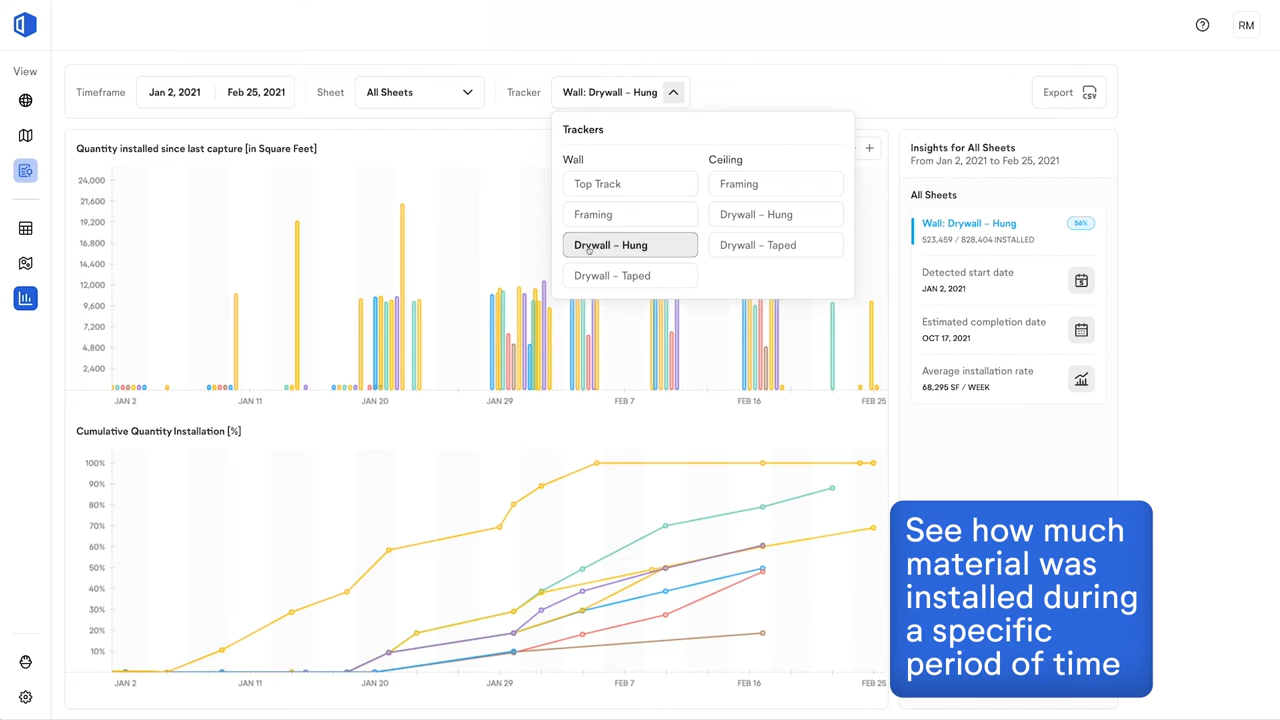 RM
View
Timeframe
Jan 2, 2021
Feb 25, 2021
Sheet
All Sheets
Tracker
Wall: Drywall – Hung
Export
CSV
Trackers
Wall
Ceiling
Top Track
Framing
Framing
Drywall – Hung
Drywall – Hung
Drywall – Taped
Drywall – Taped
Quantity installed since last capture [in Square Feet]
24,000
21,600
19,200
16,800
14,400
12,000
9,600
7,200
4,800
2,400
JAN 2
JAN 11
JAN 20
JAN 29
FEB 7
FEB 16
FEB 25
Cumulative Quantity Installation [%]
100%
90%
80%
70%
60%
50%
40%
30%
20%
10%
JAN 2
JAN 11
JAN 20
JAN 29
FEB 7
FEB 16
FEB 25
Insights for All Sheets
From Jan 2, 2021 to Feb 25, 2021
All Sheets
Wall: Drywall – Hung
56%
523,459 / 828,404 INSTALLED
Detected start date
JAN 2, 2021
Estimated completion date
OCT 17, 2021
Average installation rate
68,295 SF / WEEK
See how much
material was
installed during
a specific
period of time